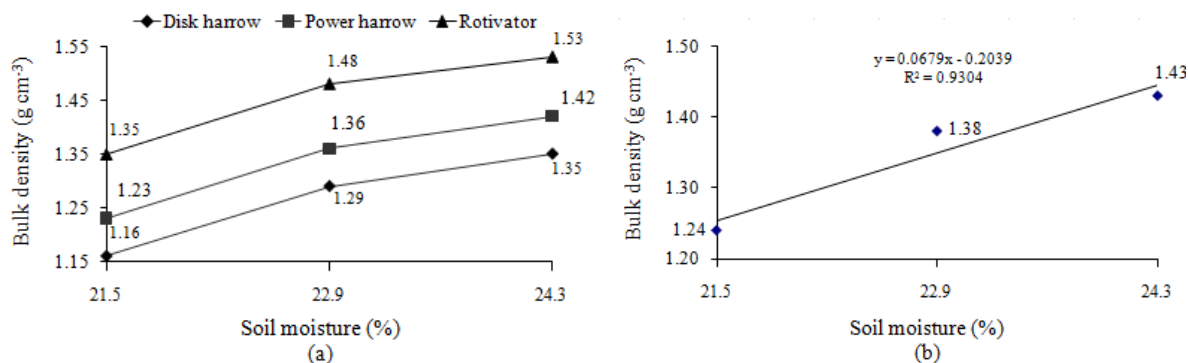 Disk harrow Power harrow Rotivator
Bulk density (g cm⁻³)
1.55
1.45
1.35
1.25
1.15
1.35
1.48
1.53
1.23
1.36
1.42
1.16
1.29
1.35
21.5 22.9 24.3
Soil moisture (%)
(a)
Bulk density (g cm⁻³)
1.50
1.40
1.30
1.20
y = 0.0679x - 0.2039
R² = 0.9304
1.24
1.38
1.43
21.5 22.9 24.3
Soil moisture (%)
(b)